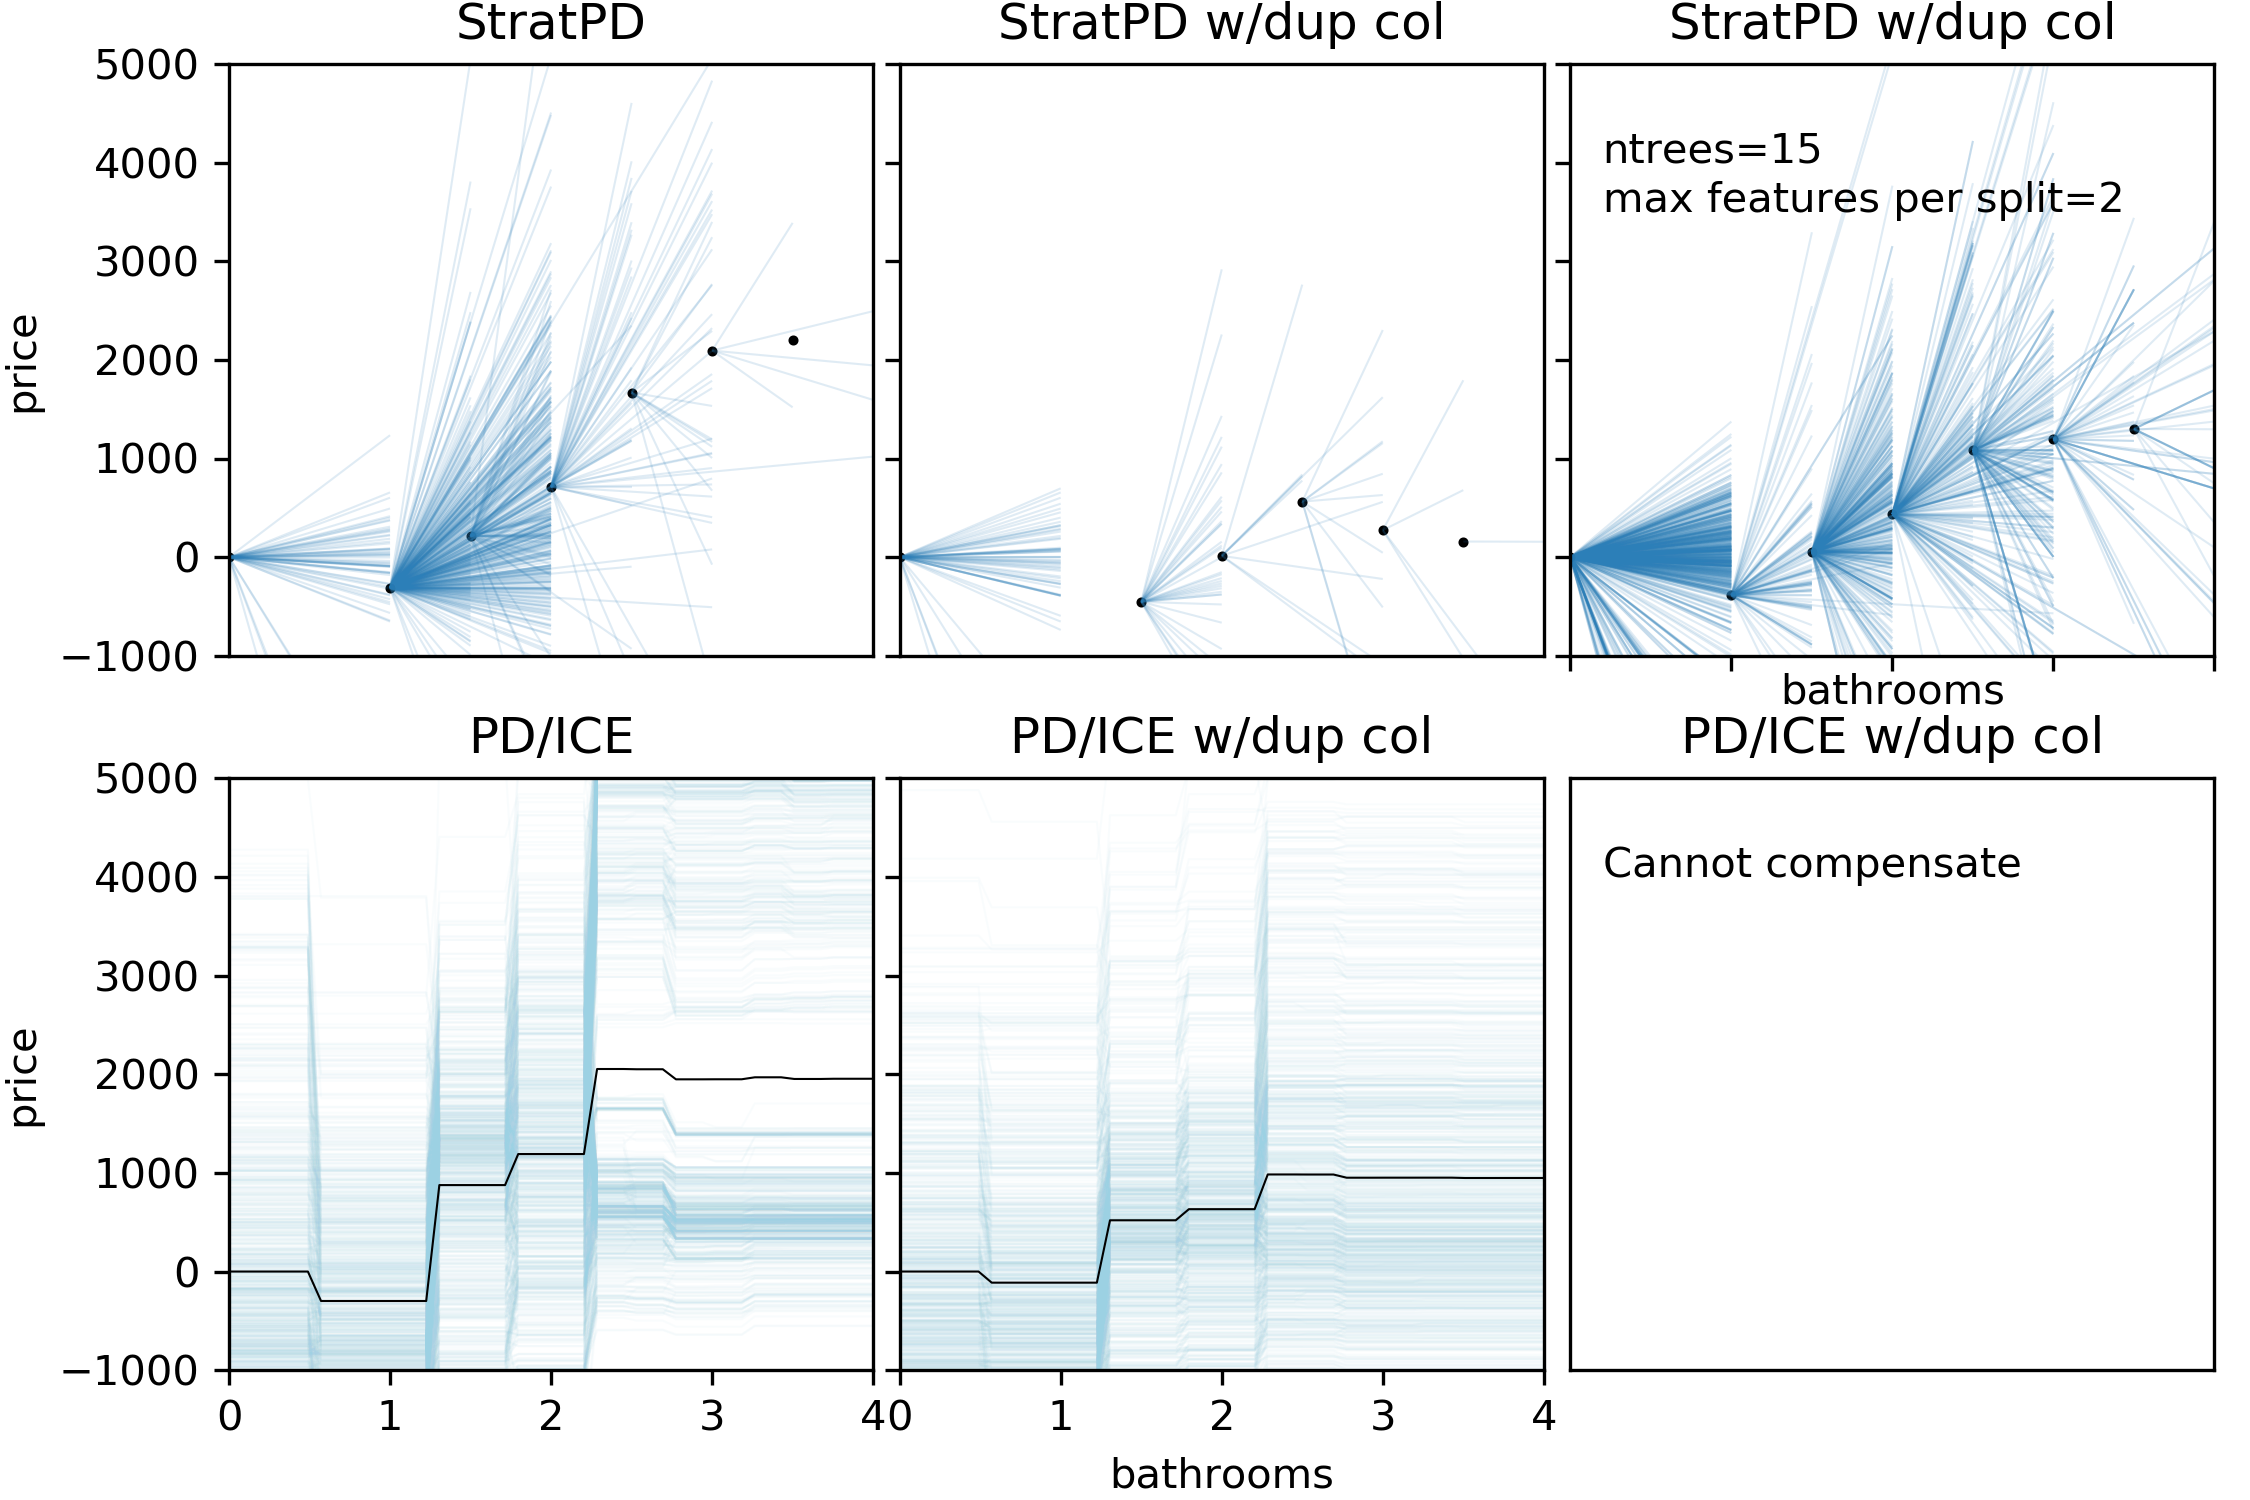 StratPD
StratPD w/dup col
StratPD w/dup col
5000
4000
3000
2000
1000
0
−1000
price
ntrees=15
max features per split=2
bathrooms
PD/ICE
PD/ICE w/dup col
PD/ICE w/dup col
5000
4000
3000
2000
1000
0
−1000
price
Cannot compensate
0 1 2 3 4
0 1 2 3 4
bathrooms